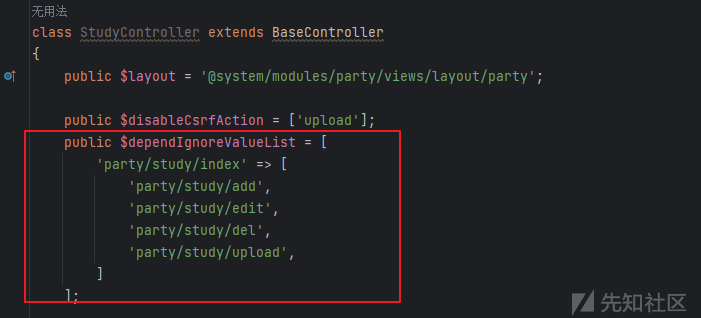 无用法
class StudyController extends BaseController
{
public $layout = '@system/modules/party/views/layout/party';
public $disableCsrfAction = ['upload'];
public $dependIgnoreValueList = [
'party/study/index' => [
'party/study/add',
'party/study/edit',
'party/study/del',
'party/study/upload',
]
];
先知社区